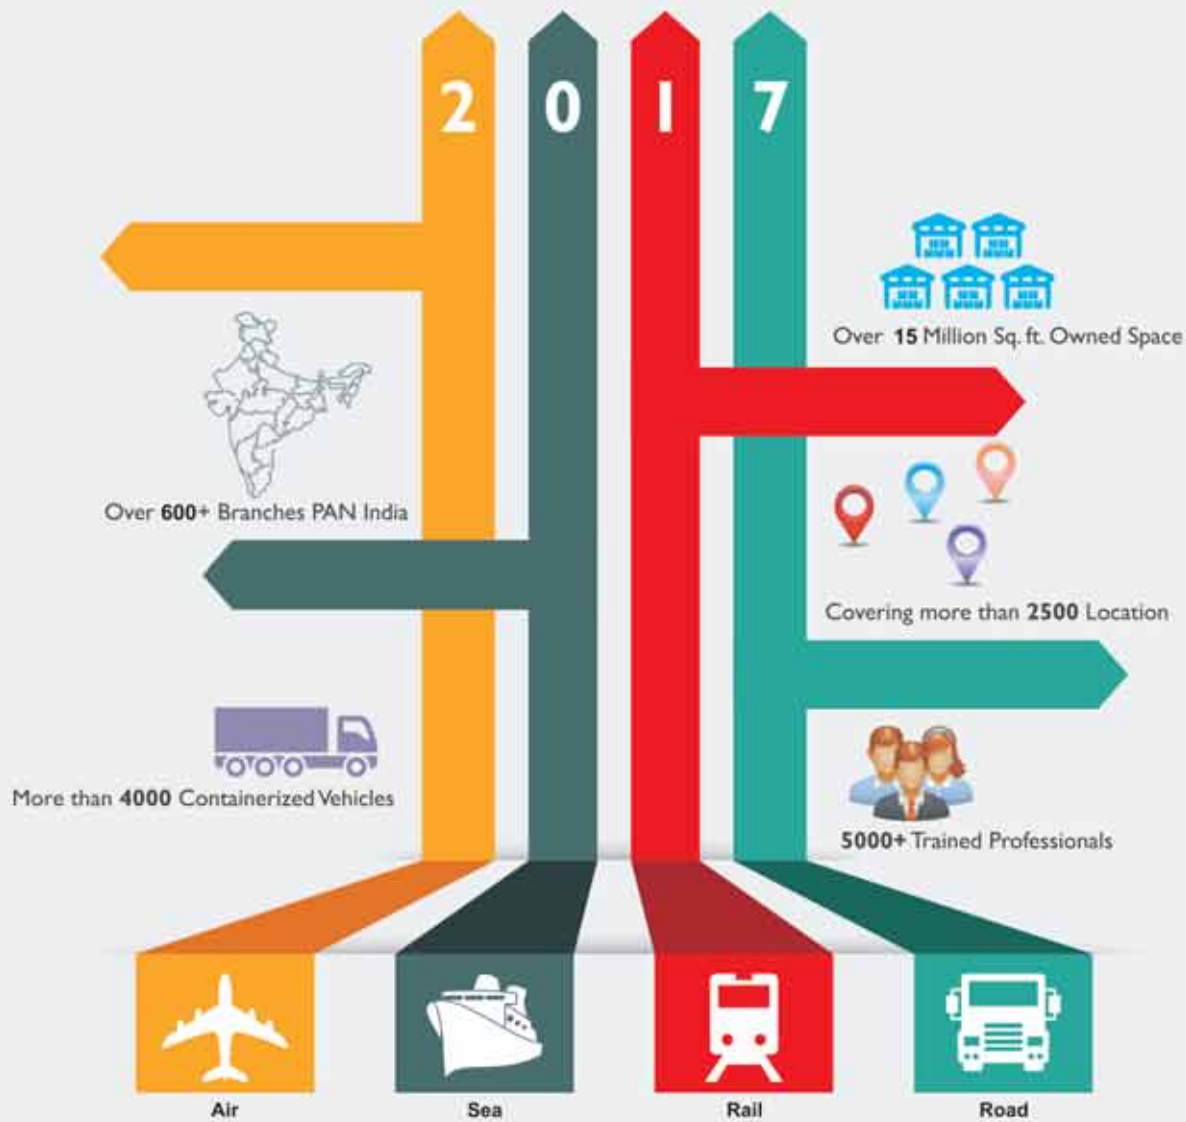 2 0 1 7
Over 15 Million Sq. ft. Owned Space
Over 600+ Branches PAN India
Covering more than 2500 Location
More than 4000 Containerized Vehicles
5000+ Trained Professionals
Air
Sea
Rail
Road